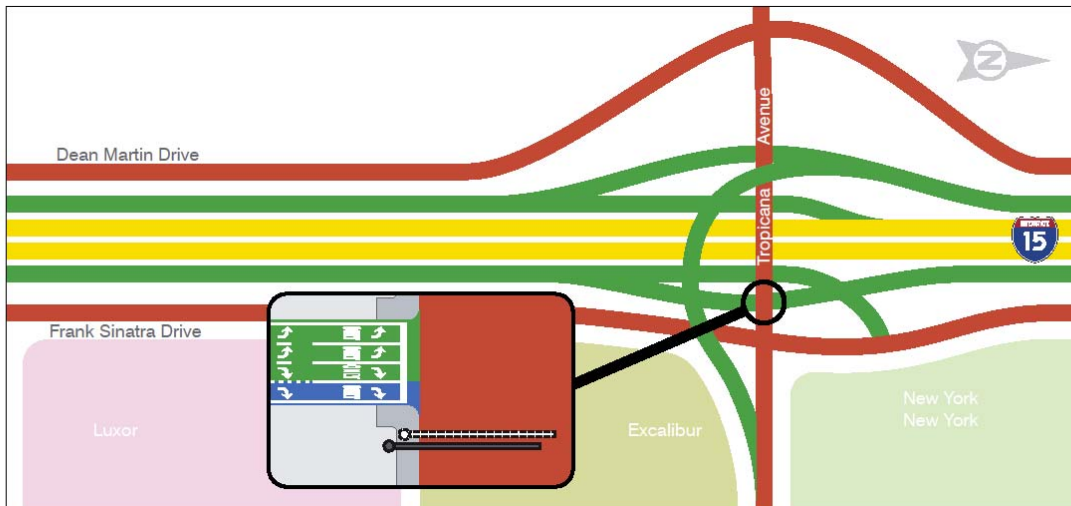 Avenue
N
Dean Martin Drive
Tropicana
15
Frank Sinatra Drive
New York
New York
Luxor
Excalibur